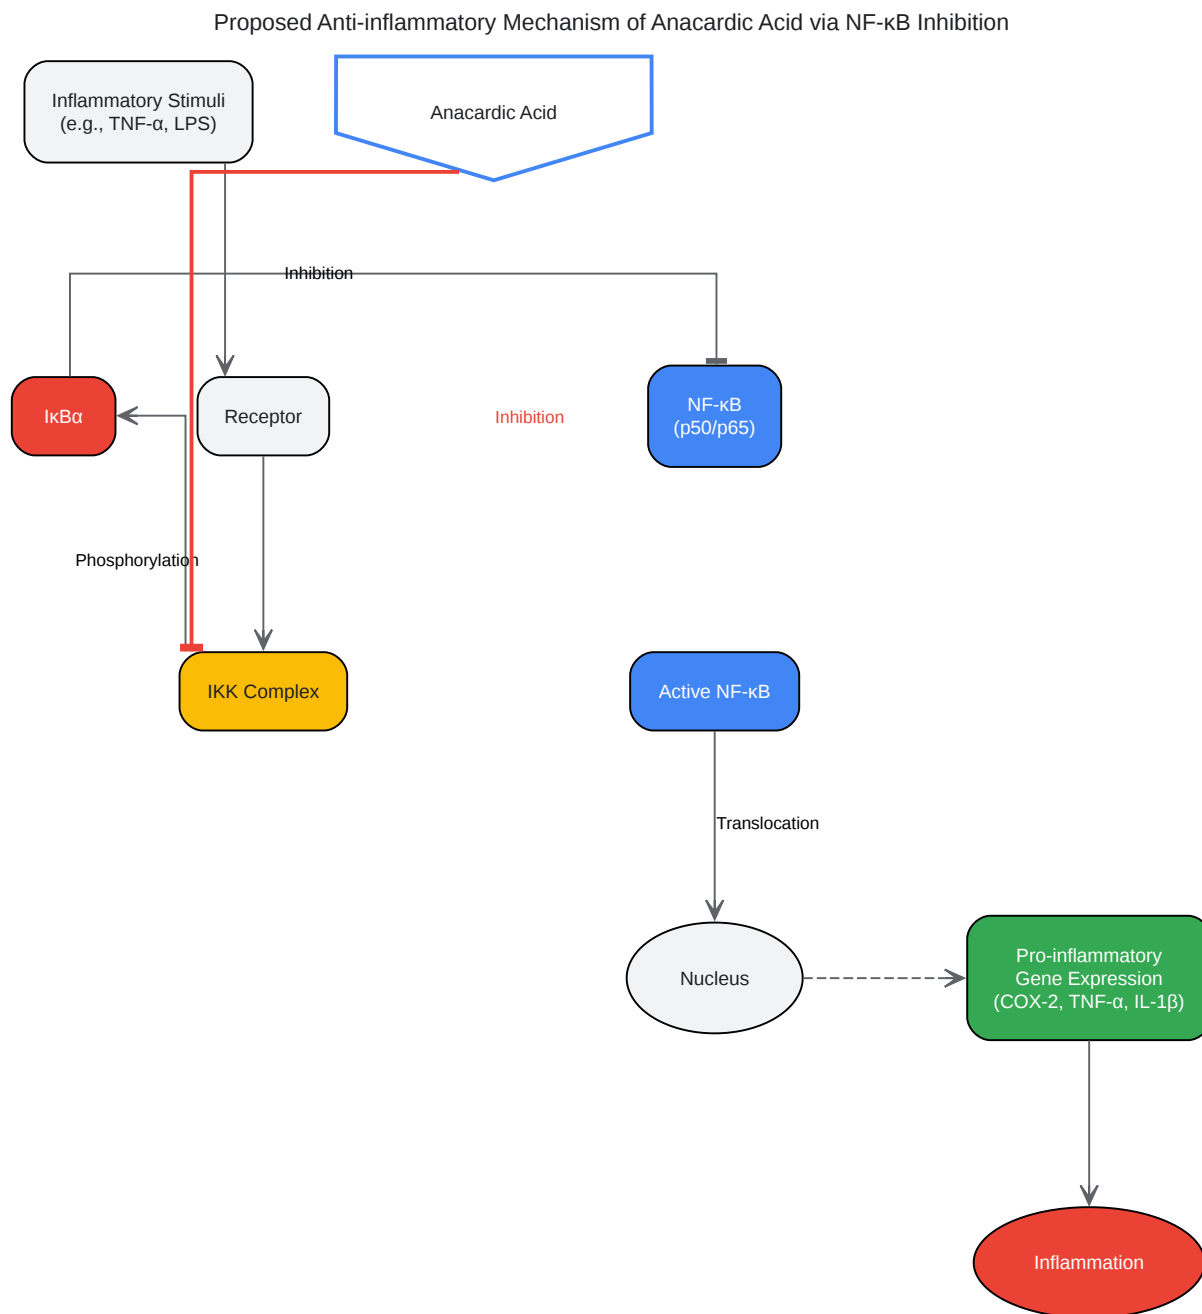 Proposed Anti-inflammatory Mechanism of Anacardic Acid via NF-κB Inhibition
Inflammatory Stimuli
(e.g., TNF-α, LPS)
Anacardic Acid
Inhibition
IκBα
Receptor
Inhibition
NF-κB
(p50/p65)
Phosphorylation
IKK Complex
Active NF-κB
Translocation
Nucleus
Pro-inflammatory
Gene Expression
(COX-2, TNF-α, IL-1β)
Inflammation